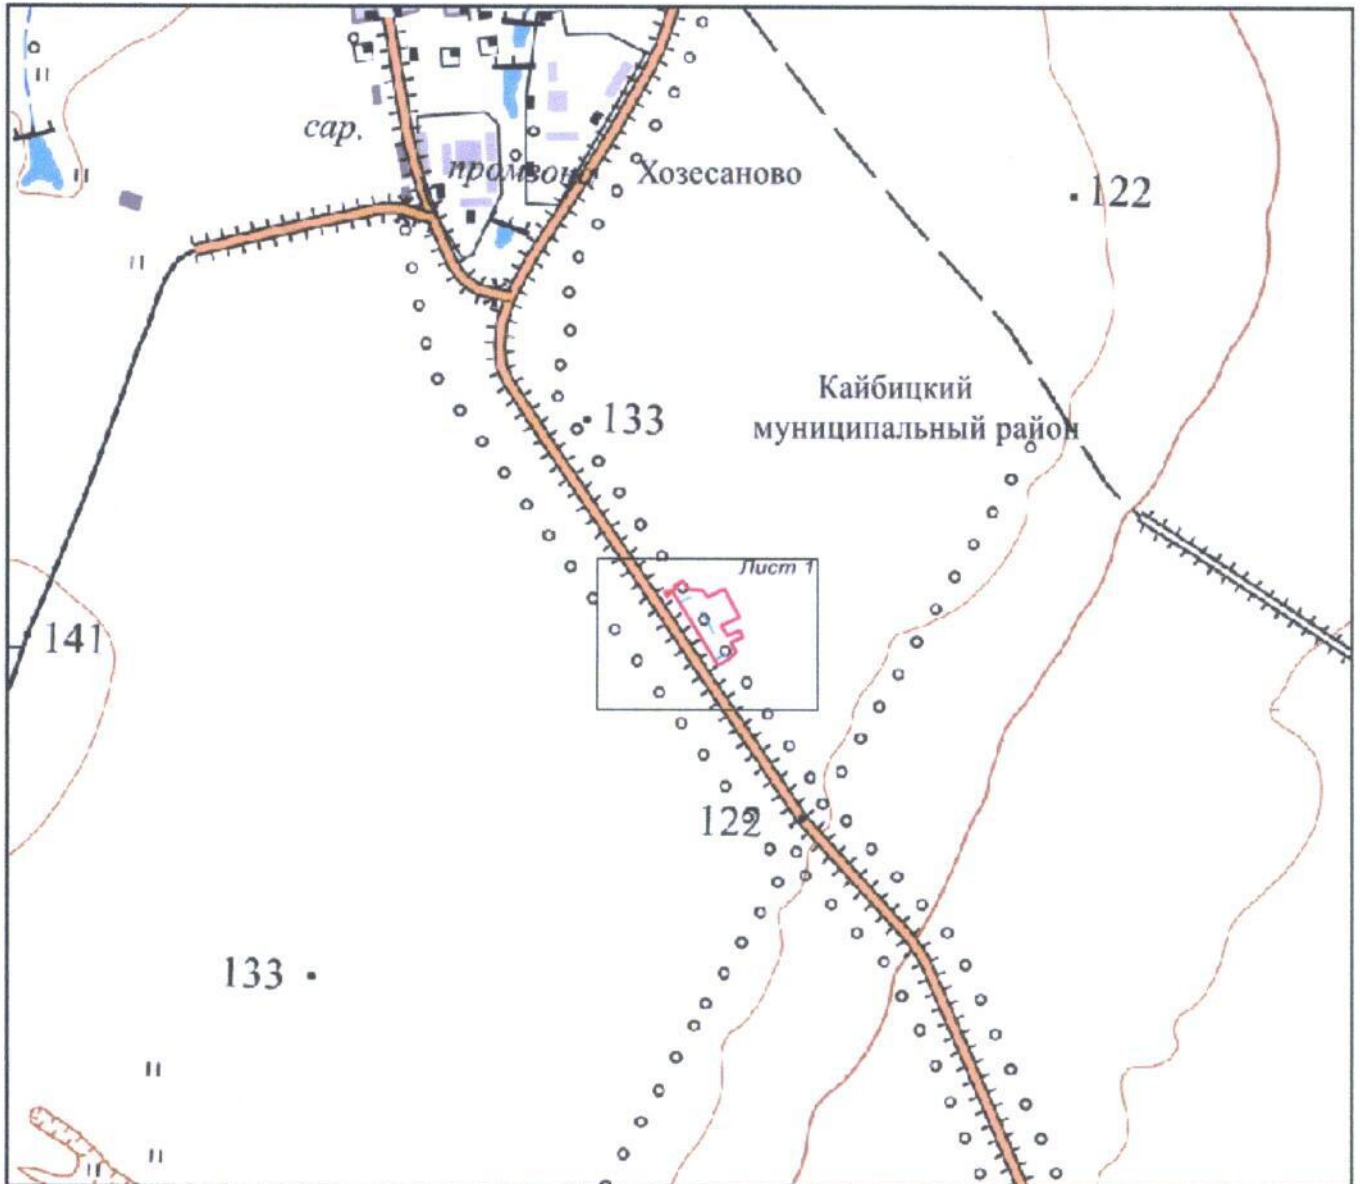 сар.
промзона
Хозесаново
122
Кайбицкий
муниципальный район
133
Лист 1
141
122
133